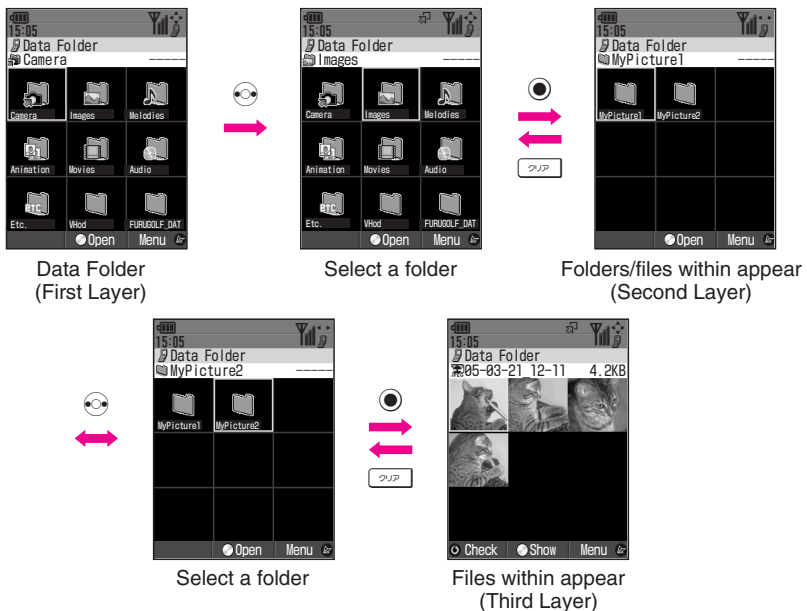 15:05
Data Folder
Camera -----
Camera Images Melodies
Animation Movies Audio
Etc. VHod FURUGOLF_DAT
Open Menu
Data Folder
(First Layer)
15:05
Data Folder
Images -----
Camera Images Melodies
Animation Movies Audio
Etc. VHod FURUGOLF_DAT
Open Menu
Select a folder
クリア
15:05
Data Folder
MyPicture1 -----
MyPicture1 MyPicture2
Open Menu
Folders/files within appear
(Second Layer)
15:05
Data Folder
MyPicture2 -----
MyPicture1 MyPicture2
Open Menu
Select a folder
クリア
15:05
Data Folder
05-03-21_12-11 4.2KB
Check Show Menu
Files within appear
(Third Layer)